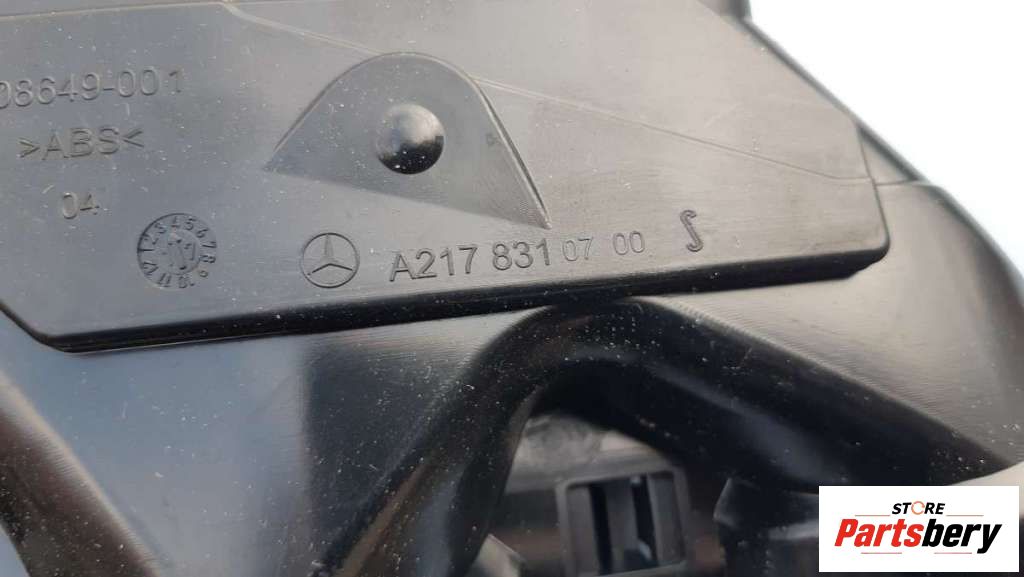 08649-001
>ABS<
04
A217 831 07 00
STORE
Partsbery